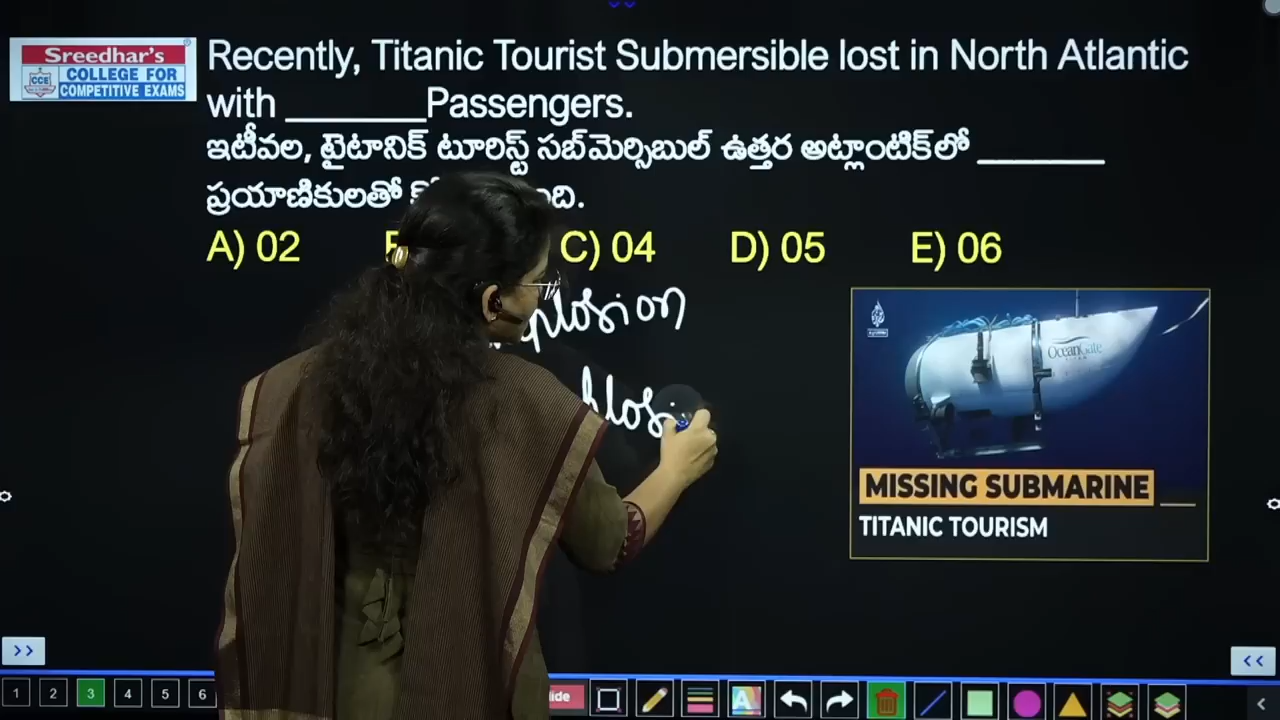 Sreedhar's
CCE
COLLEGE FOR
COMPETITIVE EXAMS
Recently, Titanic Tourist Submersible lost in North Atlantic
with ________Passengers.
ఇటీవల, టైటానిక్ టూరిస్ట్ సబ్‌మెర్సిబుల్ ఉత్తర అట్లాంటిక్‌లో ________
ప్రయాణికులతో
A) 02 C) 04 D) 05 E) 06
OceanGate
TITAN
MISSING SUBMARINE
TITANIC TOURISM
>>
<<
1 2 3 4 5 6